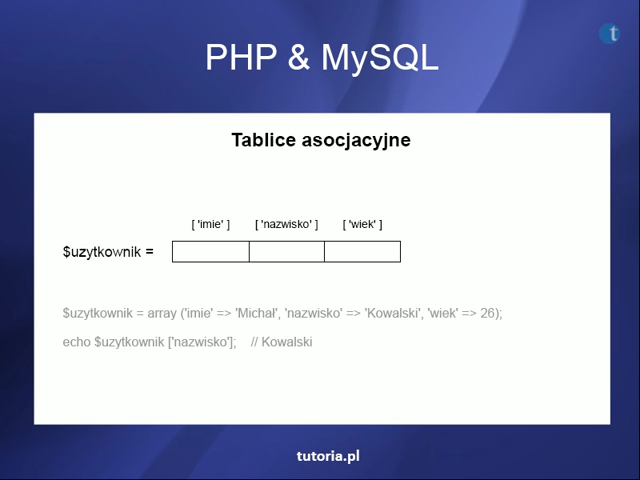 t
PHP & MySQL
Tablice asocjacyjne
[ 'imie' ] [ 'nazwisko' ] [ 'wiek' ]
$uzytkownik =
$uzytkownik = array ('imie' => 'Michał', 'nazwisko' => 'Kowalski', 'wiek' => 26);
echo $uzytkownik ['nazwisko']; // Kowalski
tutoria.pl